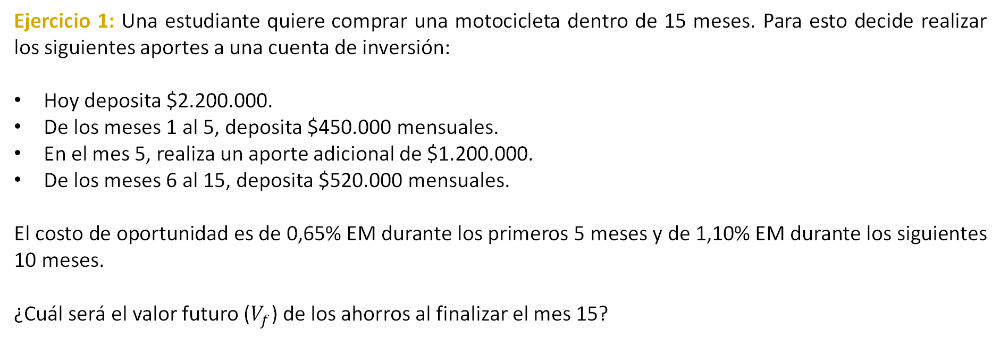 Ejercicio 1: Una estudiante quiere comprar una motocicleta dentro de 15 meses. Para esto decide realizar
los siguientes aportes a una cuenta de inversión:
• Hoy deposita $2.200.000.
• De los meses 1 al 5, deposita $450.000 mensuales.
• En el mes 5, realiza un aporte adicional de $1.200.000.
• De los meses 6 al 15, deposita $520.000 mensuales.
El costo de oportunidad es de 0,65% EM durante los primeros 5 meses y de 1,10% EM durante los siguientes
10 meses.
¿Cuál será el valor futuro (V_f) de los ahorros al finalizar el mes 15?